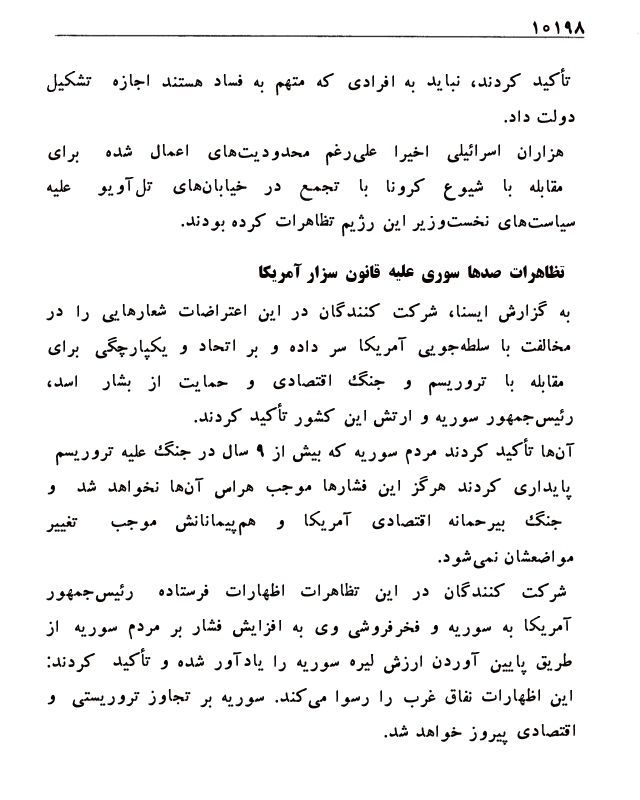 ۱۰۱۹۸
تأکید کردند، نباید به افرادی که متهم به فساد هستند اجازه تشکیل
دولت داد.
هزاران اسرائیلی اخیرا علی‌رغم محدودیت‌های اعمال شده برای
مقابله با شیوع کرونا با تجمع در خیابان‌های تل‌آویو علیه
سیاست‌های نخست‌وزیر این رژیم تظاهرات کرده بودند.
تظاهرات صدها سوری علیه قانون سزار آمریکا
به گزارش ایسنا، شرکت کنندگان در این اعتراضات شعارهایی را در
مخالفت با سلطه‌جویی آمریکا سر داده و بر اتحاد و یکپارچگی برای
مقابله با تروریسم و جنگ اقتصادی و حمایت از بشار اسد،
رئیس‌جمهور سوریه و ارتش این کشور تأکید کردند.
آن‌ها تأکید کردند مردم سوریه که بیش از ۹ سال در جنگ علیه تروریسم
پایداری کردند هرگز این فشارها موجب هراس آن‌ها نخواهد شد و
جنگ بیرحمانه اقتصادی آمریکا و هم‌پیمانانش موجب تغییر
مواضعشان نمی‌شود.
شرکت کنندگان در این تظاهرات اظهارات فرستاده رئیس‌جمهور
آمریکا به سوریه و فخرفروشی وی به افزایش فشار بر مردم سوریه از
طریق پایین آوردن ارزش لیره سوریه را یادآور شده و تأکید کردند:
این اظهارات نفاق غرب را رسوا می‌کند. سوریه بر تجاوز تروریستی و
اقتصادی پیروز خواهد شد.